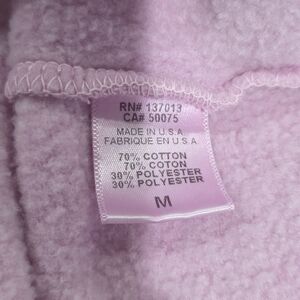 RN# 137013
CA# 50075
MADE IN U.S.A
FABRIQUE EN U.S.A
70% COTTON
70% COTON
30% POLYESTER
30% POLYESTER
M